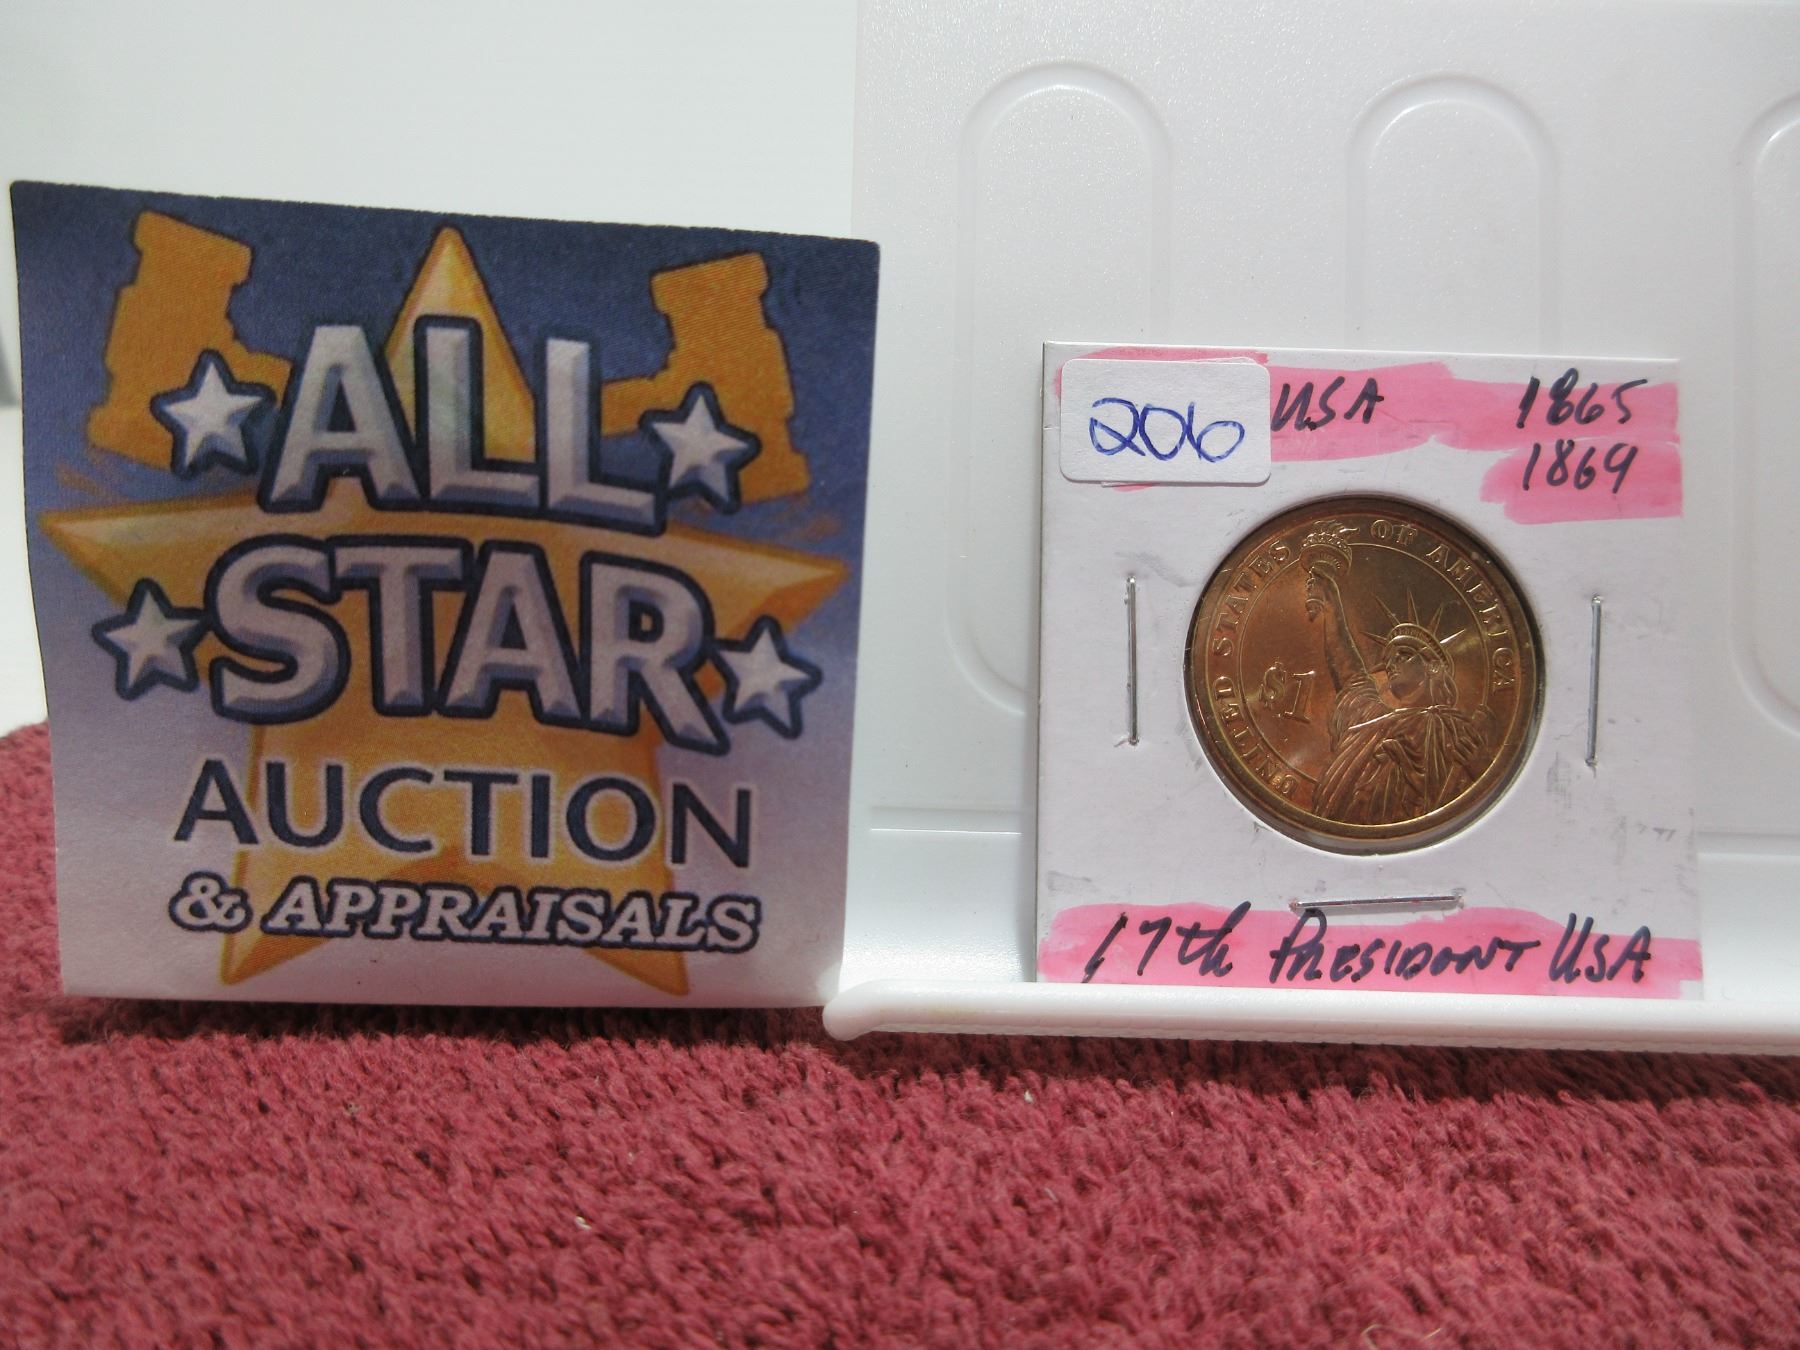 ALL
STAR
AUCTION
& APPRAISALS
206
USA 1865
1869
UNITED STATES OF AMERICA
$1
17th PRESIDENT USA